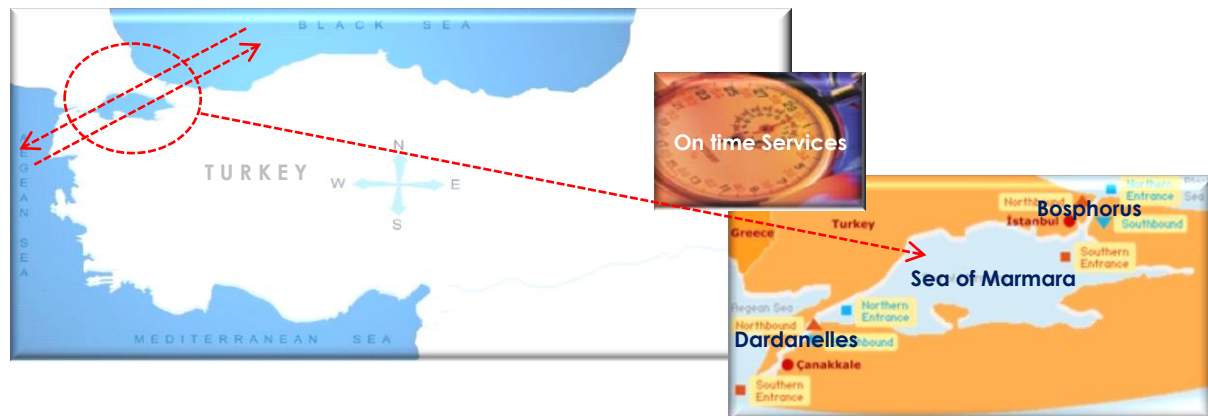 BLACK SEA
AEGEAN SEA
TURKEY
N
W
E
S
MEDITERRANEAN SEA
On time Services
Northern
Entrance
Sea
Northbound
Bosphorus
İstanbul
Southbound
Turkey
Greece
Southern
Entrance
Sea of Marmara
Aegean Sea
Northern
Entrance
Northbound
Dardanelles
Çanakkale
Southern
Entrance